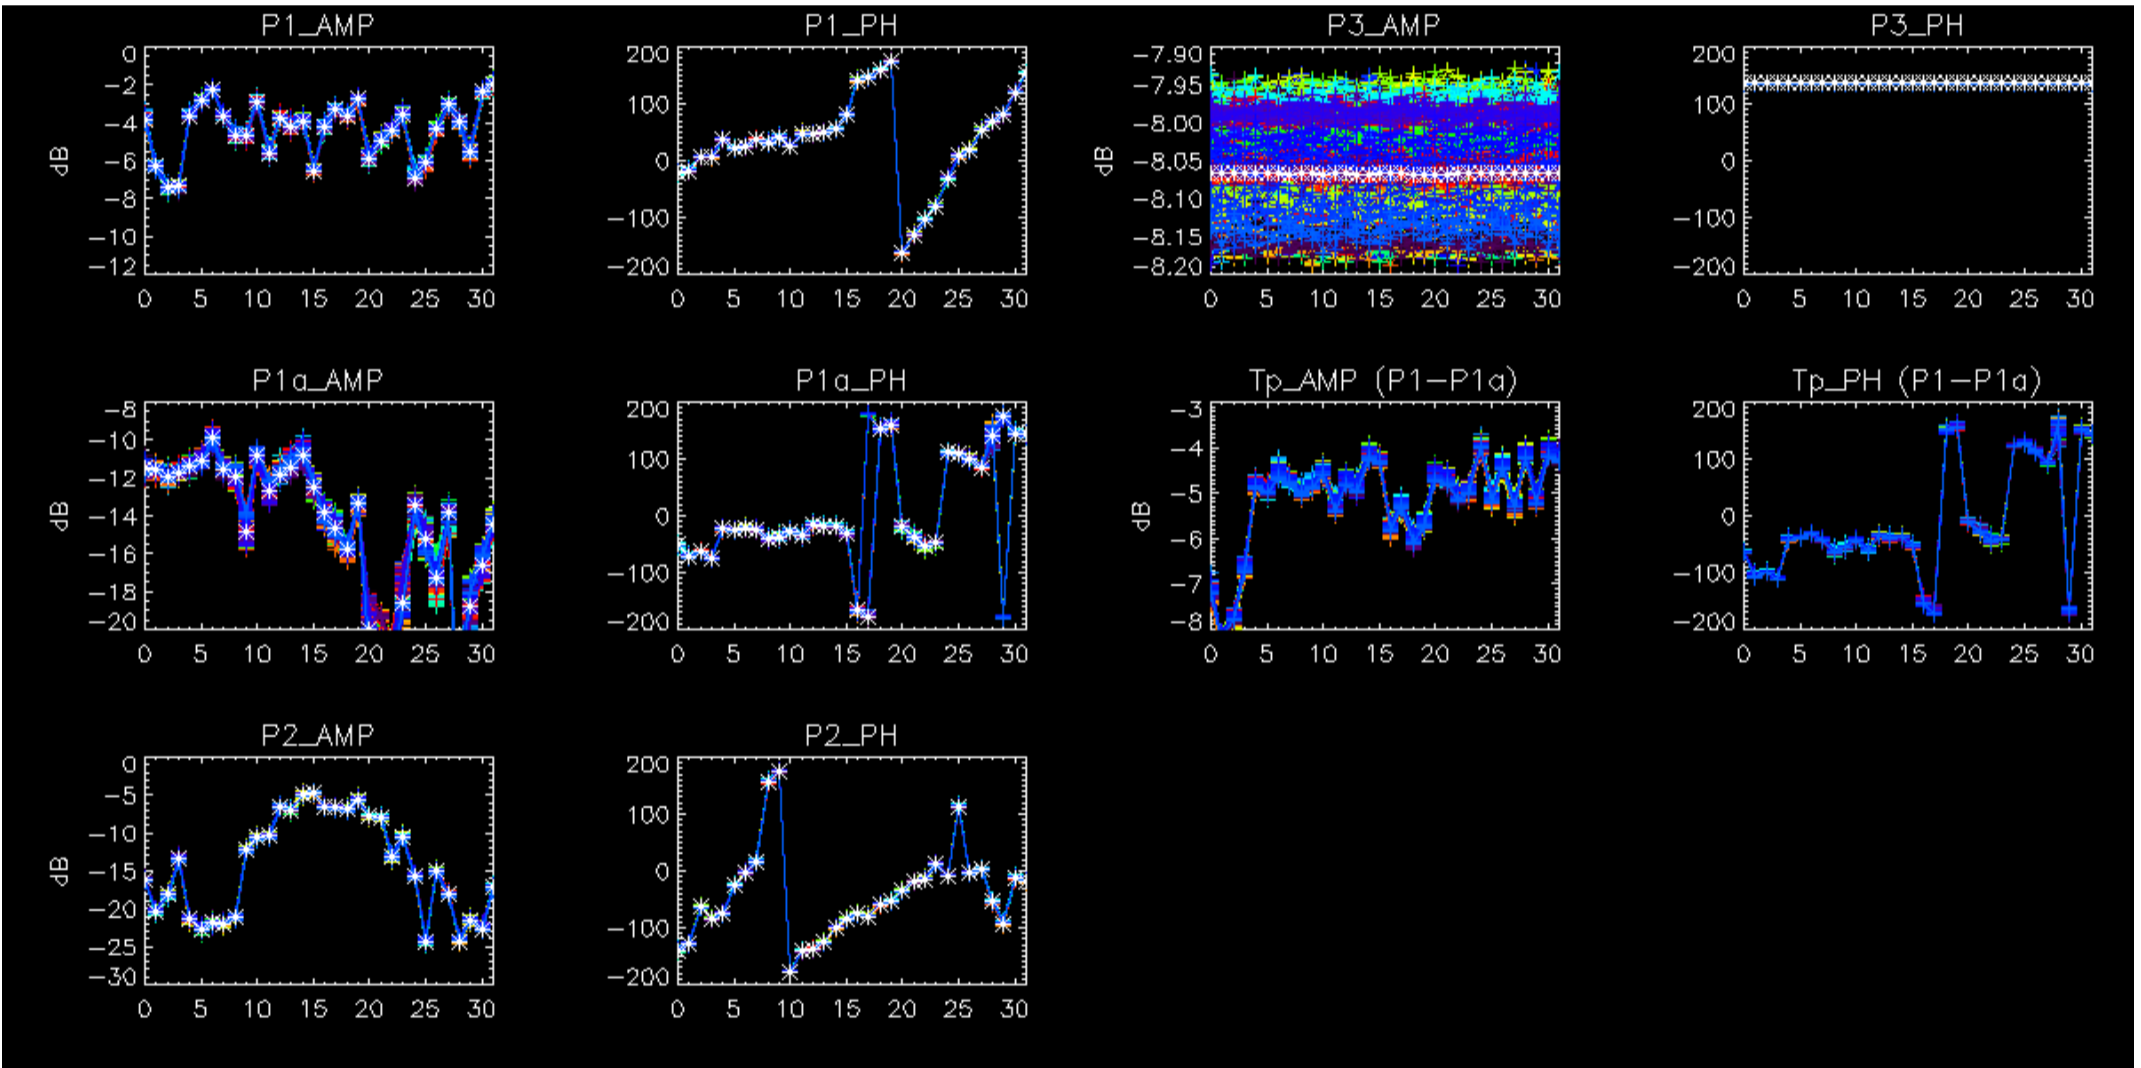 P1_AMP
0
−2
−4
−6
−8
−10
−12
dB
0 5 10 15 20 25 30
P1_PH
200
100
0
−100
−200
0 5 10 15 20 25 30
P3_AMP
−7.90
−7.95
−8.00
−8.05
−8.10
−8.15
−8.20
dB
0 5 10 15 20 25 30
P3_PH
200
100
0
−100
−200
0 5 10 15 20 25 30
P1a_AMP
−8
−10
−12
−14
−16
−18
−20
dB
0 5 10 15 20 25 30
P1a_PH
200
100
0
−100
−200
0 5 10 15 20 25 30
Tp_AMP (P1−P1a)
−3
−4
−5
−6
−7
−8
dB
0 5 10 15 20 25 30
Tp_PH (P1−P1a)
200
100
0
−100
−200
0 5 10 15 20 25 30
P2_AMP
0
−5
−10
−15
−20
−25
−30
dB
0 5 10 15 20 25 30
P2_PH
200
100
0
−100
−200
0 5 10 15 20 25 30